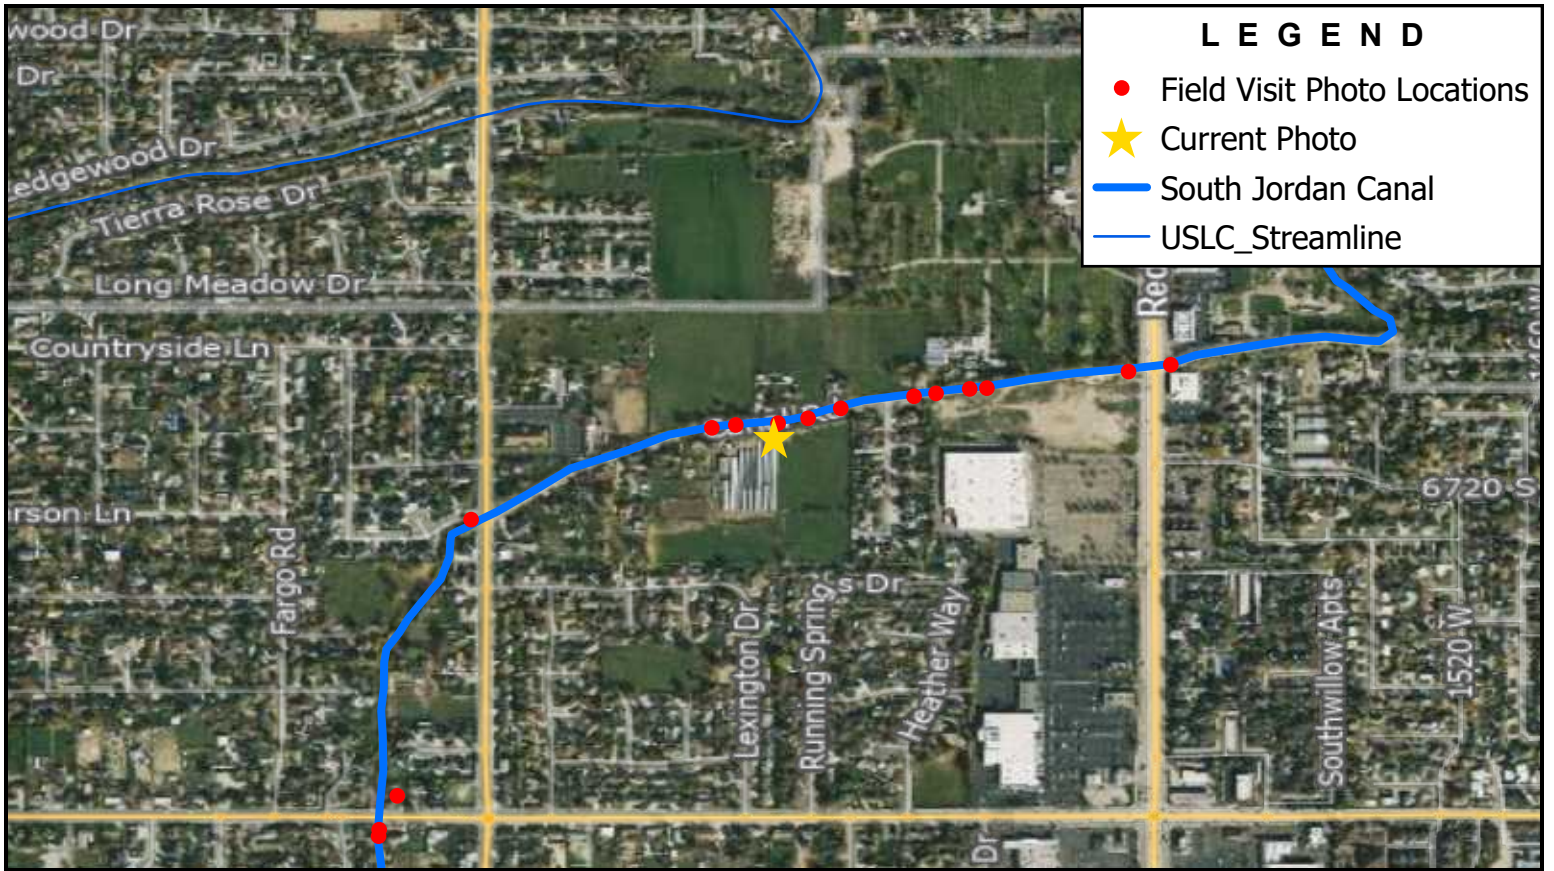 wood Dr
Dr
edgewood Dr
Tierra Rose Dr
Long Meadow Dr
Countryside Ln
rson Ln
Fargo Rd
Lexington Dr
Running Springs Dr
Heather Way
Dr
L E G E N D
Field Visit Photo Locations
Current Photo
South Jordan Canal
USLC_Streamline
6720 S
Southwillow Apts
1520 W